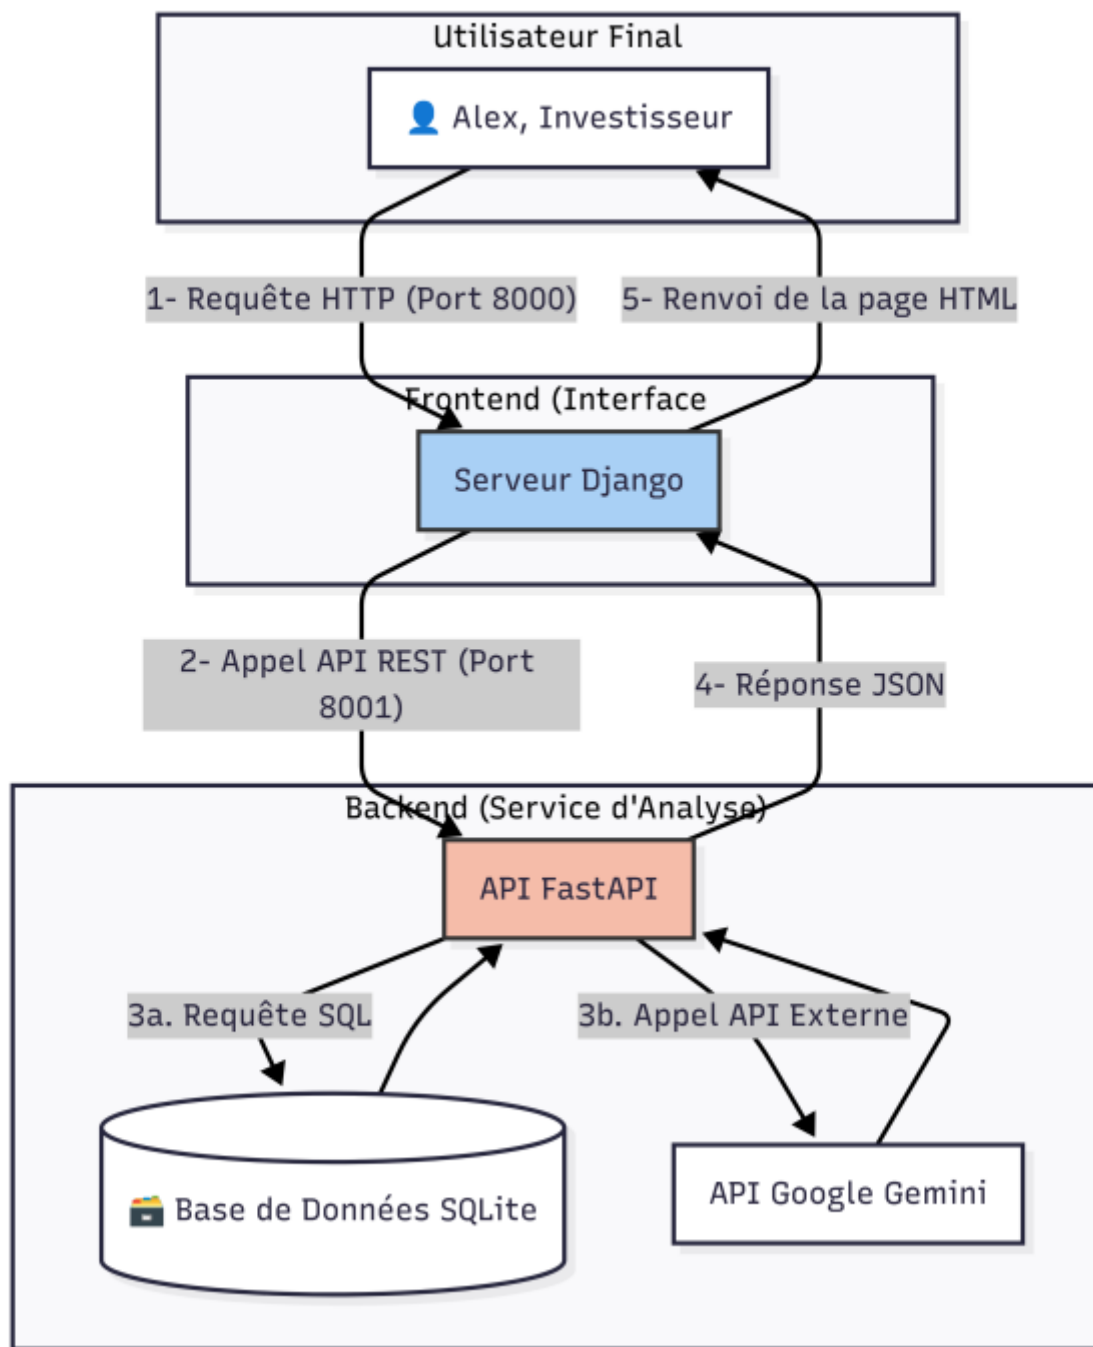 Utilisateur Final
👤 Alex, Investisseur
1- Requête HTTP (Port 8000)
5- Renvoi de la page HTML
Frontend (Interface
Serveur Django
2- Appel API REST (Port
8001)
4- Réponse JSON
Backend (Service d'Analyse)
API FastAPI
3a. Requête SQL
3b. Appel API Externe
🗃️ Base de Données SQLite
API Google Gemini